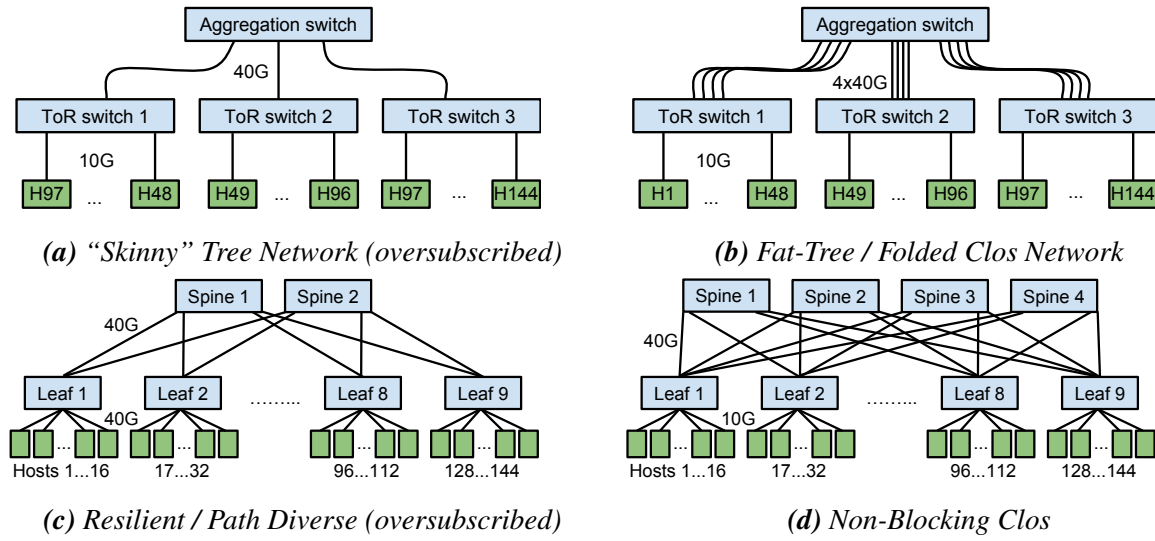 Aggregation switch
40G
ToR switch 1 ToR switch 2 ToR switch 3
10G
H97 ... H48 H49 ... H96 H97 ... H144
(a) “Skinny” Tree Network (oversubscribed)
Aggregation switch
4x40G
ToR switch 1 ToR switch 2 ToR switch 3
10G
H1 ... H48 H49 ... H96 H97 ... H144
(b) Fat-Tree / Folded Clos Network
Spine 1 Spine 2
40G
Leaf 1 Leaf 2 ......... Leaf 8 Leaf 9
40G
... ... ... ...
Hosts 1...16 17...32 96...112 128...144
(c) Resilient / Path Diverse (oversubscribed)
Spine 1 Spine 2 Spine 3 Spine 4
40G
Leaf 1 Leaf 2 ......... Leaf 8 Leaf 9
10G
... ... ... ...
Hosts 1...16 17...32 96...112 128...144
(d) Non-Blocking Clos